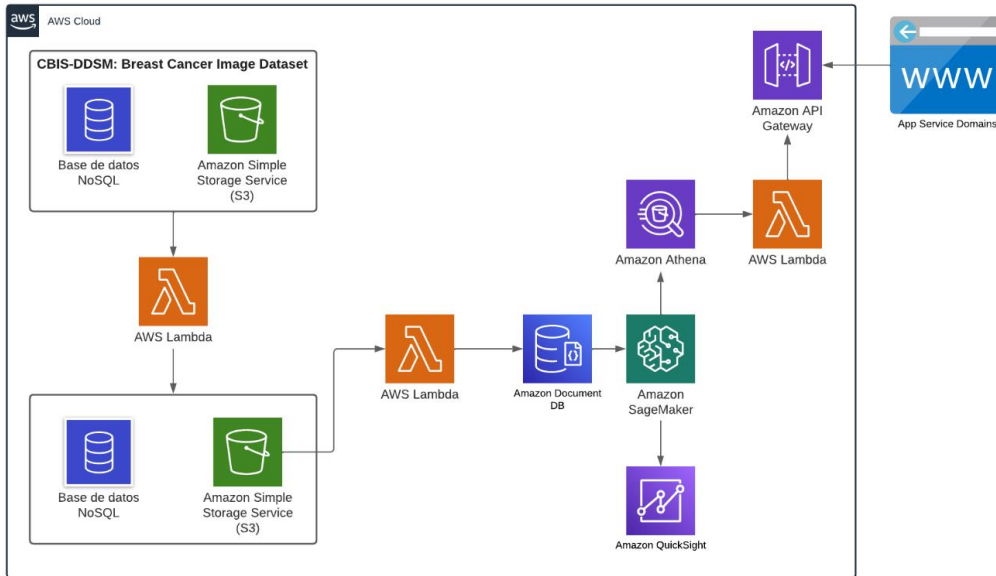 aws
AWS Cloud
CBIS-DDSM: Breast Cancer Image Dataset
Base de datos
NoSQL
Amazon Simple
Storage Service
(S3)
AWS Lambda
Base de datos
NoSQL
Amazon Simple
Storage Service
(S3)
AWS Lambda
Amazon Document
DB
Amazon
SageMaker
Amazon QuickSight
Amazon Athena
AWS Lambda
Amazon API
Gateway
WWW
App Service Domains